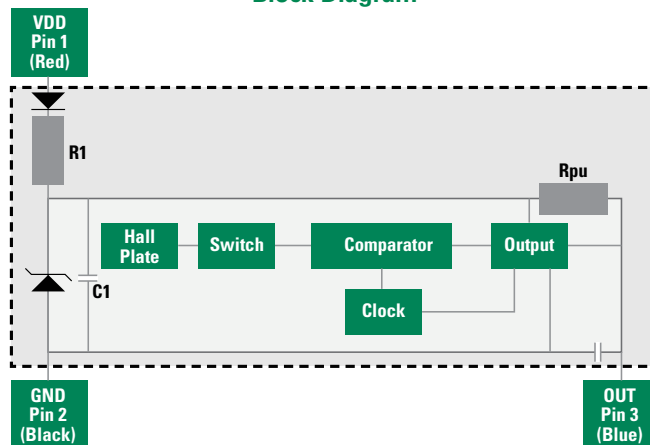 Block Diagram
VDD
Pin 1
(Red)
R1
Rpu
Hall
Plate
Switch
Comparator
Output
C1
Clock
GND
Pin 2
(Black)
OUT
Pin 3
(Blue)